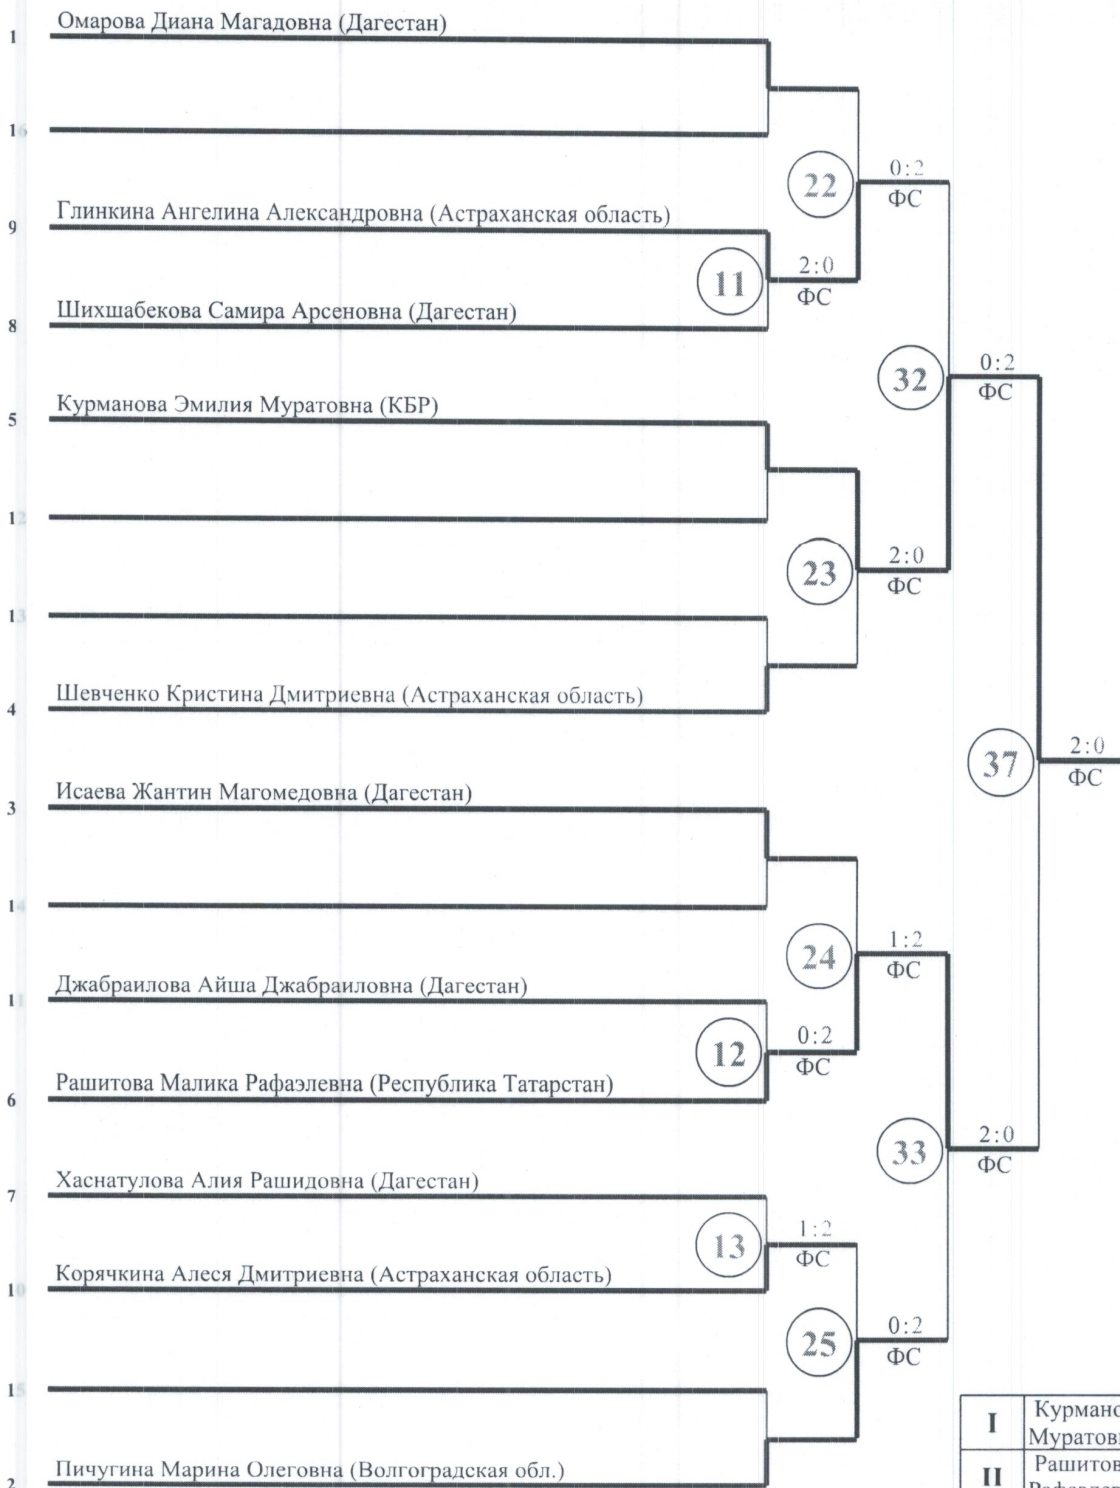 Омарова Диана Магадовна (Дагестан)
1
16
22
0:2
ФС
Глинкина Ангелина Александровна (Астраханская область)
9
11
2:0
ФС
Шихшабекова Самира Арсеновна (Дагестан)
8
32
0:2
ФС
Курманова Эмилия Муратовна (КБР)
5
12
23
2:0
ФС
13
Шевченко Кристина Дмитриевна (Астраханская область)
4
37
2:0
ФС
Исаева Жантин Магомедовна (Дагестан)
3
14
24
1:2
ФС
Джабраилова Айша Джабраиловна (Дагестан)
11
12
0:2
ФС
Рашитова Малика Рафаэлевна (Республика Татарстан)
6
33
2:0
ФС
Хаснатулова Алия Рашидовна (Дагестан)
7
13
1:2
ФС
Корячкина Алеся Дмитриевна (Астраханская область)
10
25
0:2
ФС
15
Пичугина Марина Олеговна (Волгоградская обл.)
2
I
Курмано
Муратов
II
Рашитов